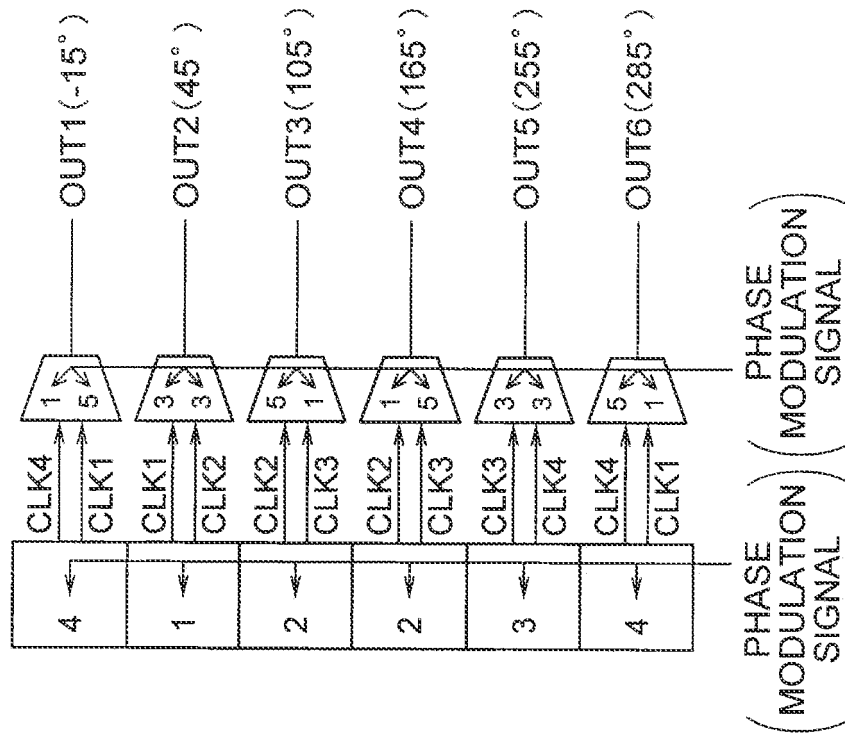 4
CLK4
CLK1
1
5
OUT1(-15°)
1
CLK1
CLK2
3
3
OUT2(45°)
2
CLK2
CLK3
5
1
OUT3(105°)
2
CLK2
CLK3
1
5
OUT4(165°)
3
CLK3
CLK4
3
3
OUT5(255°)
4
CLK4
CLK1
5
1
OUT6(285°)
(PHASE
MODULATION
SIGNAL)
(PHASE
MODULATION
SIGNAL)